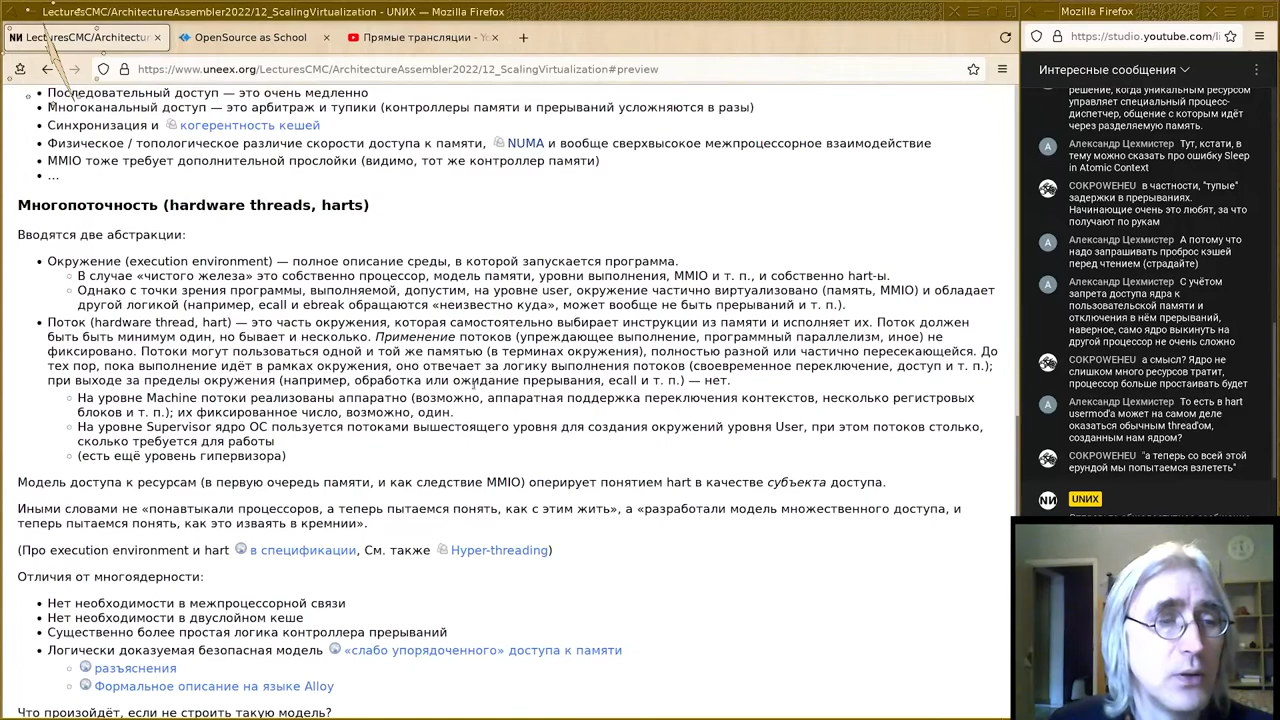 LecturesCMC/ArchitectureAssembler2022/12_ScalingVirtualization - UNИX — Mozilla Firefox
Mozilla Firefox
LecturesCMC/Architectur
OpenSource as School
Прямые трансляции - Yo
https://studio.youtube.com/li
https://www.uneex.org/LecturesCMC/ArchitectureAssembler2022/12_ScalingVirtualization#preview
Последовательный доступ — это очень медленно
Многоканальный доступ — это арбитраж и тупики (контроллеры памяти и прерываний усложняются в разы)
Синхронизация и когерентность кешей
Физическое / топологическое различие скорости доступа к памяти, NUMA и вообще сверхвысокое межпроцессорное взаимодействие
MMIO тоже требует дополнительной прослойки (видимо, тот же контроллер памяти)
...
Многопоточность (hardware threads, harts)
Вводятся две абстракции:
Окружение (execution environment) — полное описание среды, в которой запускается программа.
В случае «чистого железа» это собственно процессор, модель памяти, уровни выполнения, MMIO и т. п., и собственно hart-ы.
Однако с точки зрения программы, выполняемой, допустим, на уровне user, окружение частично виртуализовано (память, MMIO) и обладает
другой логикой (например, ecall и ebreak обращаются «неизвестно куда», может вообще не быть прерываний и т. п.).
Поток (hardware thread, hart) — это часть окружения, которая самостоятельно выбирает инструкции из памяти и исполняет их. Поток должен
быть быть минимум один, но бывает и несколько. Применение потоков (упреждающее выполнение, программный параллелизм, иное) не
фиксировано. Потоки могут пользоваться одной и той же памятью (в терминах окружения), полностью разной или частично пересекающейся. До
тех пор, пока выполнение идёт в рамках окружения, оно отвечает за логику выполнения потоков (своевременное переключение, доступ и т. п.);
при выходе за пределы окружения (например, обработка или ожидание прерывания, ecall и т. п.) — нет.
На уровне Machine потоки реализованы аппаратно (возможно, аппаратная поддержка переключения контекстов, несколько регистровых
блоков и т. п.); их фиксированное число, возможно, один.
На уровне Supervisor ядро ОС пользуется потоками вышестоящего уровня для создания окружений уровня User, при этом потоков столько,
сколько требуется для работы
(есть ещё уровень гипервизора)
Модель доступа к ресурсам (в первую очередь памяти, и как следствие MMIO) оперирует понятием hart в качестве субъекта доступа.
Иными словами не «понавтыкали процессоров, а теперь пытаемся понять, как с этим жить», а «разработали модель множественного доступа, и
теперь пытаемся понять, как это изваять в кремнии».
(Про execution environment и hart в спецификации, См. также Hyper-threading)
Отличия от многоядерности:
Нет необходимости в межпроцессорной связи
Нет необходимости в двуслойном кеше
Существенно более простая логика контроллера прерываний
Логически доказуемая безопасная модель «слабо упорядоченного» доступа к памяти
разъяснения
Формальное описание на языке Alloy
Что произойдёт, если не строить такую модель?
Интересные сообщения
решение, когда уникальным ресурсом
управляет специальный процесс-
диспетчер, общение с которым идёт
через разделяемую память.
Александр Цехмистер Тут, кстати, в
тему можно сказать про ошибку Sleep
in Atomic Context
COKPOWEHEU в частности, "тупые"
задержки в прерываниях.
Начинающие очень это любят, за что
получают по рукам
Александр Цехмистер А потому что
надо запрашивать проброс кэшей
перед чтением (страдайте)
Александр Цехмистер С учётом
запрета доступа ядра к
пользовательской памяти и
отключения в нём прерываний,
наверное, само ядро выкинуть на
другой процессор не очень сложно
COKPOWEHEU а смысл? Ядро не
слишком много ресурсов тратит,
процессор больше простаивать будет
Александр Цехмистер То есть в hart
usermod'а может на самом деле
оказаться обычным thread'ом,
созданным нам ядром?
COKPOWEHEU "а теперь со всей этой
ерундой мы попытаемся взлететь"
UNИX